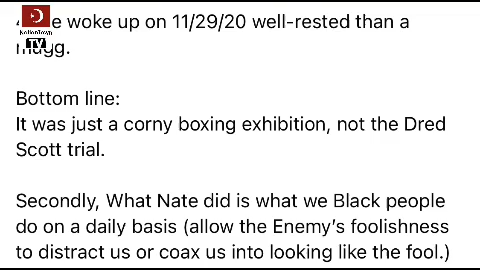 woke up on 11/29/20 well-rested than a
NationTown
TV
Bottom line:
It was just a corny boxing exhibition, not the Dred
Scott trial.
Secondly, What Nate did is what we Black people
do on a daily basis (allow the Enemy's foolishness
to distract us or coax us into looking like the fool.)